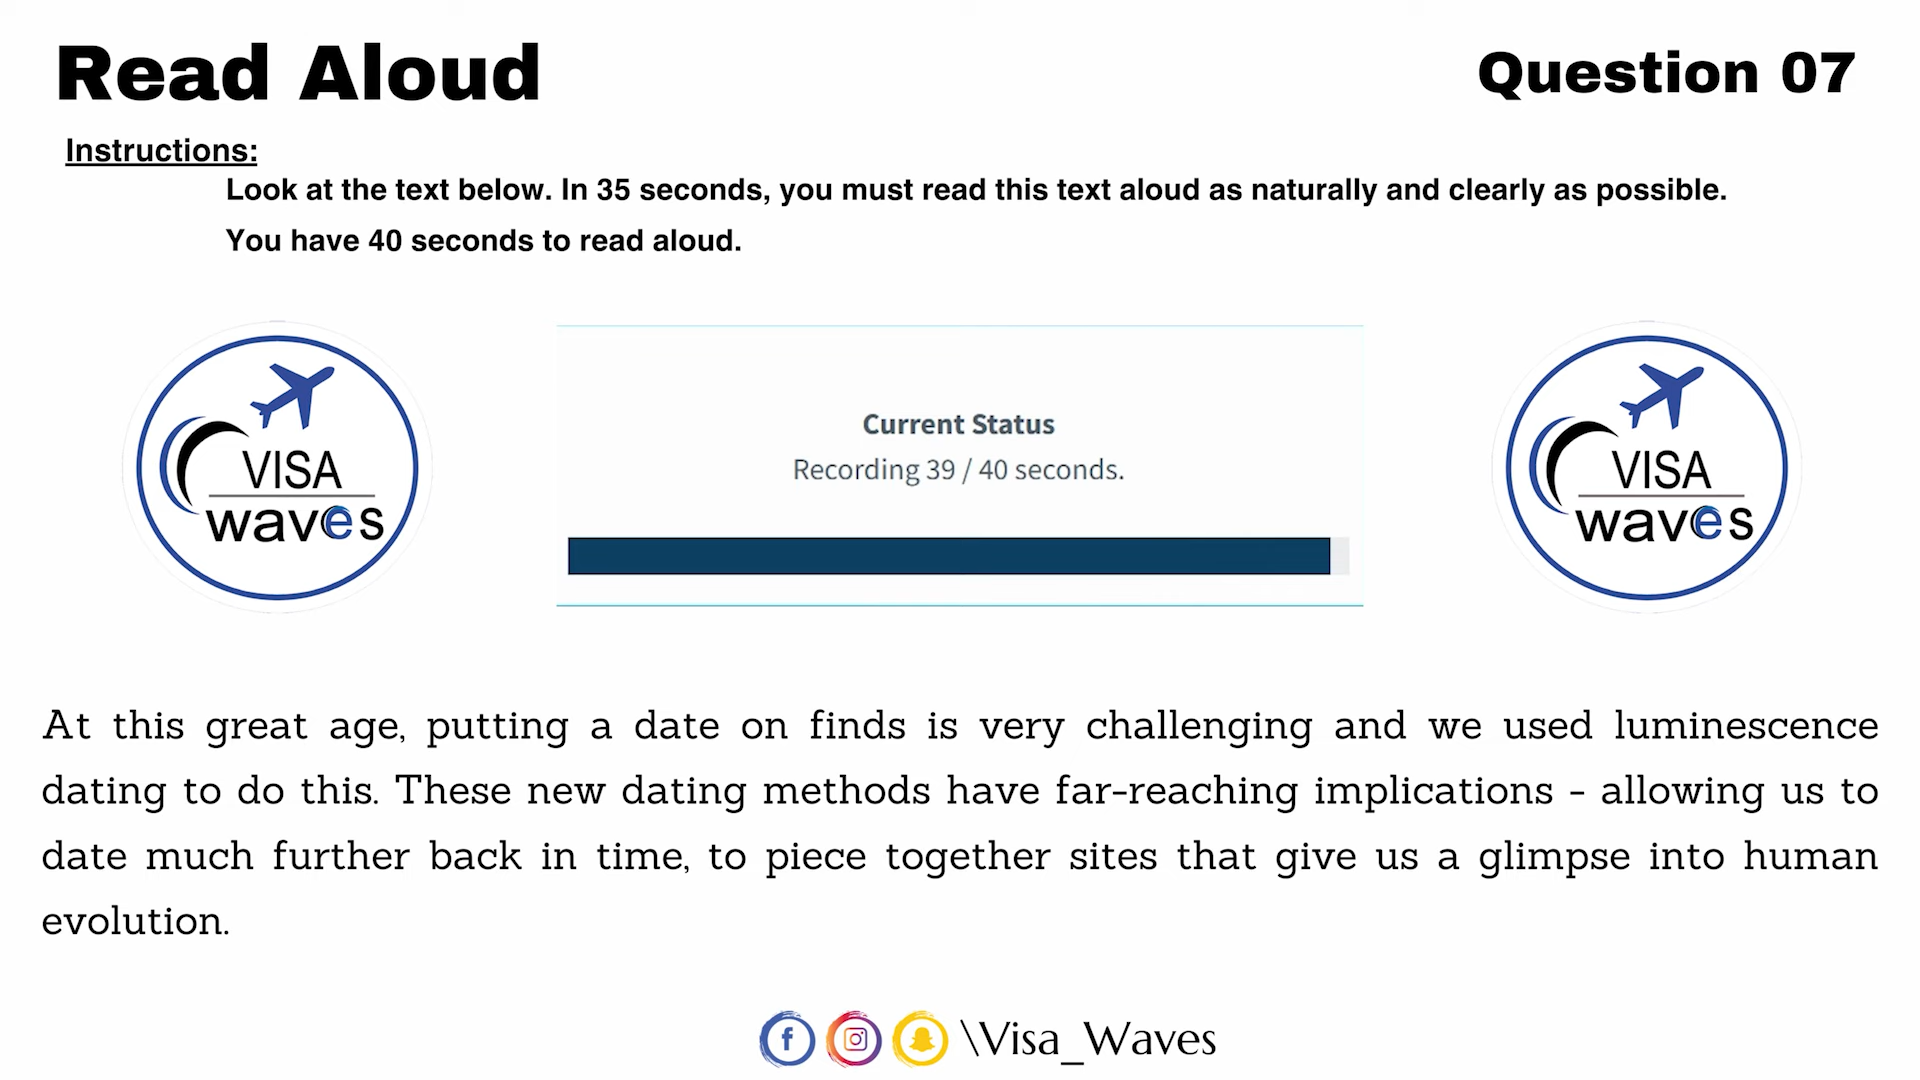 Read Aloud
Question 07
Instructions:
Look at the text below. In 35 seconds, you must read this text aloud as naturally and clearly as possible.
You have 40 seconds to read aloud.
VISA
waves
Current Status
Recording 39 / 40 seconds.
VISA
waves
At this great age, putting a date on finds is very challenging and we used luminescence
dating to do this. These new dating methods have far-reaching implications - allowing us to
date much further back in time, to piece together sites that give us a glimpse into human
evolution.
\Visa_Waves